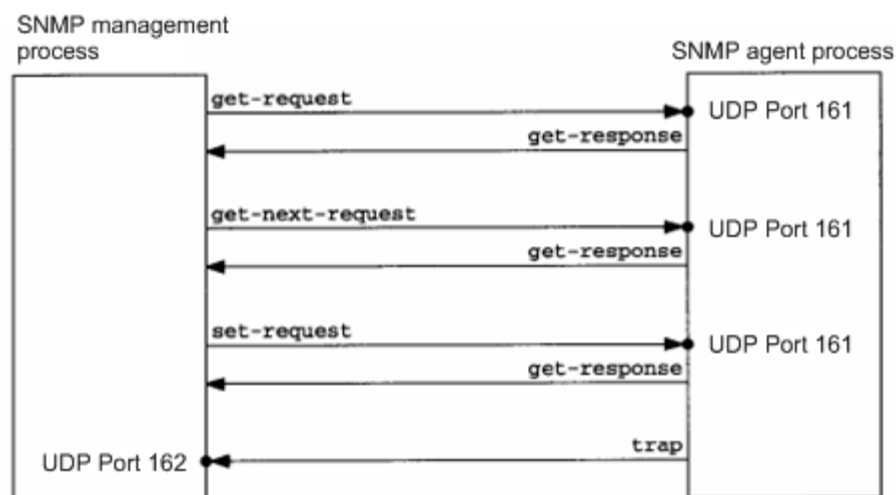 SNMP management
process
SNMP agent process
get-request
UDP Port 161
get-response
get-next-request
UDP Port 161
get-response
set-request
UDP Port 161
get-response
trap
UDP Port 162